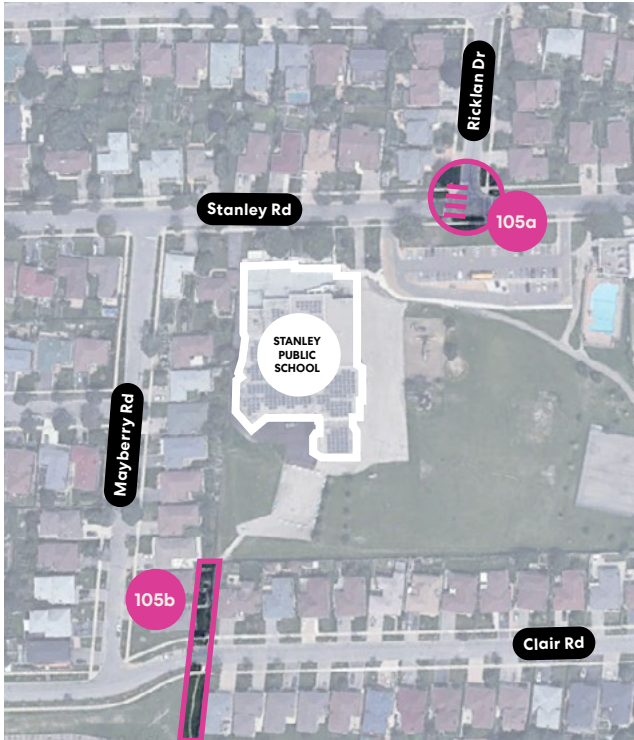 Ricklan Dr
Stanley Rd
105a
STANLEY
PUBLIC
SCHOOL
Mayberry Rd
105b
Clair Rd